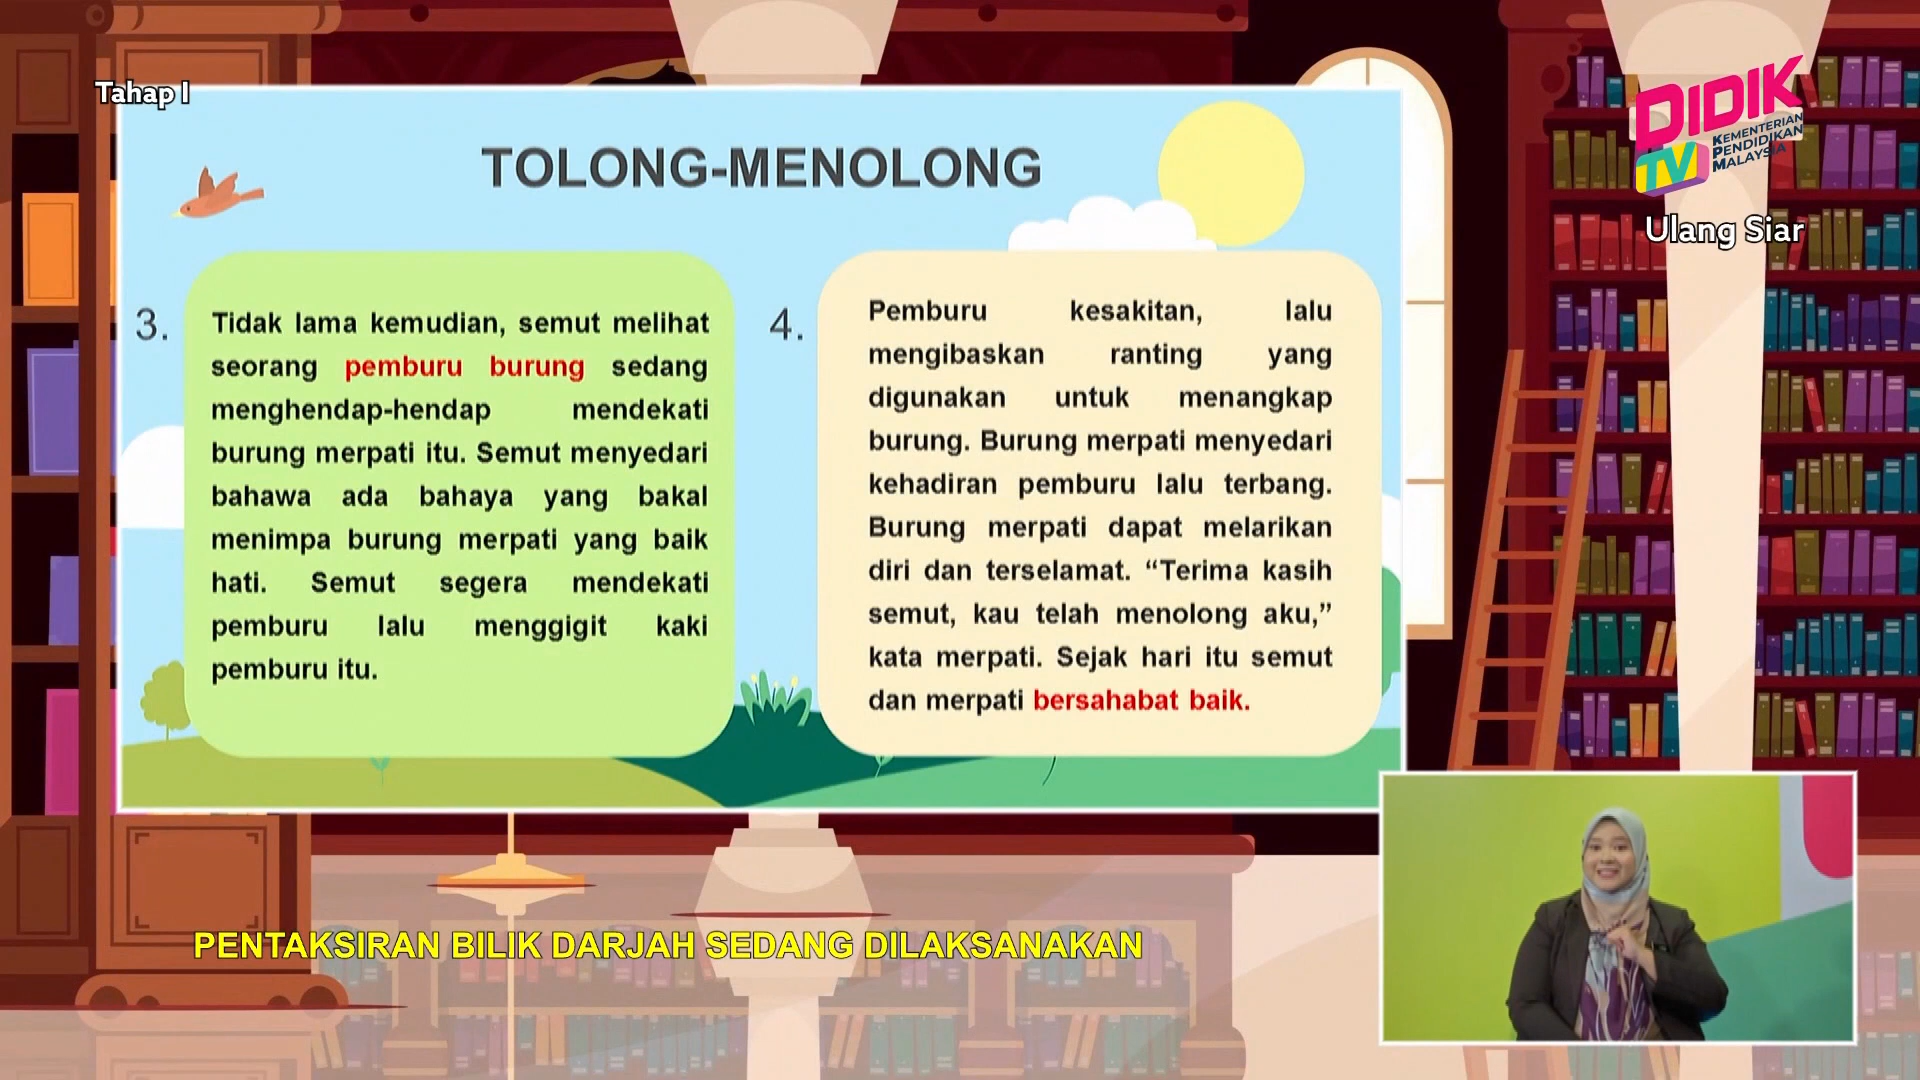 Tahap I
DIDIK
TV
KEMENTERIAN
PENDIDIKAN
MALAYSIA
Ulang Siar
TOLONG-MENOLONG
3.
Tidak lama kemudian, semut melihat
seorang pemburu burung sedang
menghendap-hendap mendekati
burung merpati itu. Semut menyedari
bahawa ada bahaya yang bakal
menimpa burung merpati yang baik
hati. Semut segera mendekati
pemburu lalu menggigit kaki
pemburu itu.
4.
Pemburu kesakitan, lalu
mengibaskan ranting yang
digunakan untuk menangkap
burung. Burung merpati menyedari
kehadiran pemburu lalu terbang.
Burung merpati dapat melarikan
diri dan terselamat. “Terima kasih
semut, kau telah menolong aku,”
kata merpati. Sejak hari itu semut
dan merpati bersahabat baik.
PENTAKSIRAN BILIK DARJAH SEDANG DILAKSANAKAN